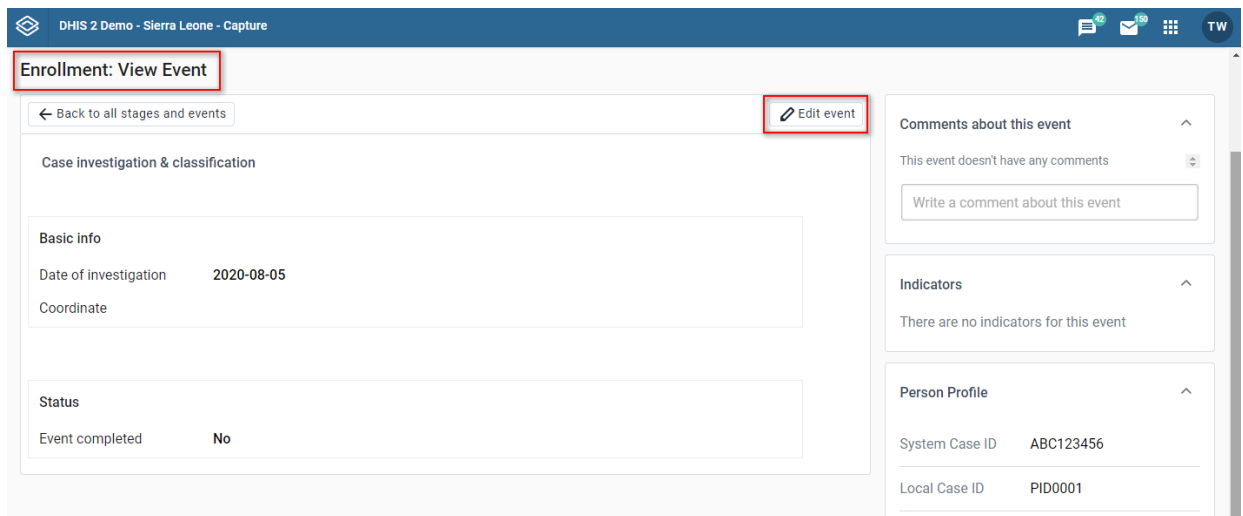 DHIS 2 Demo - Sierra Leone - Capture
42
150
TW
Enrollment: View Event
Back to all stages and events
Edit event
Case investigation & classification
Basic info
Date of investigation 2020-08-05
Coordinate
Status
Event completed No
Comments about this event
This event doesn't have any comments
Write a comment about this event
Indicators
There are no indicators for this event
Person Profile
System Case ID ABC123456
Local Case ID PID0001